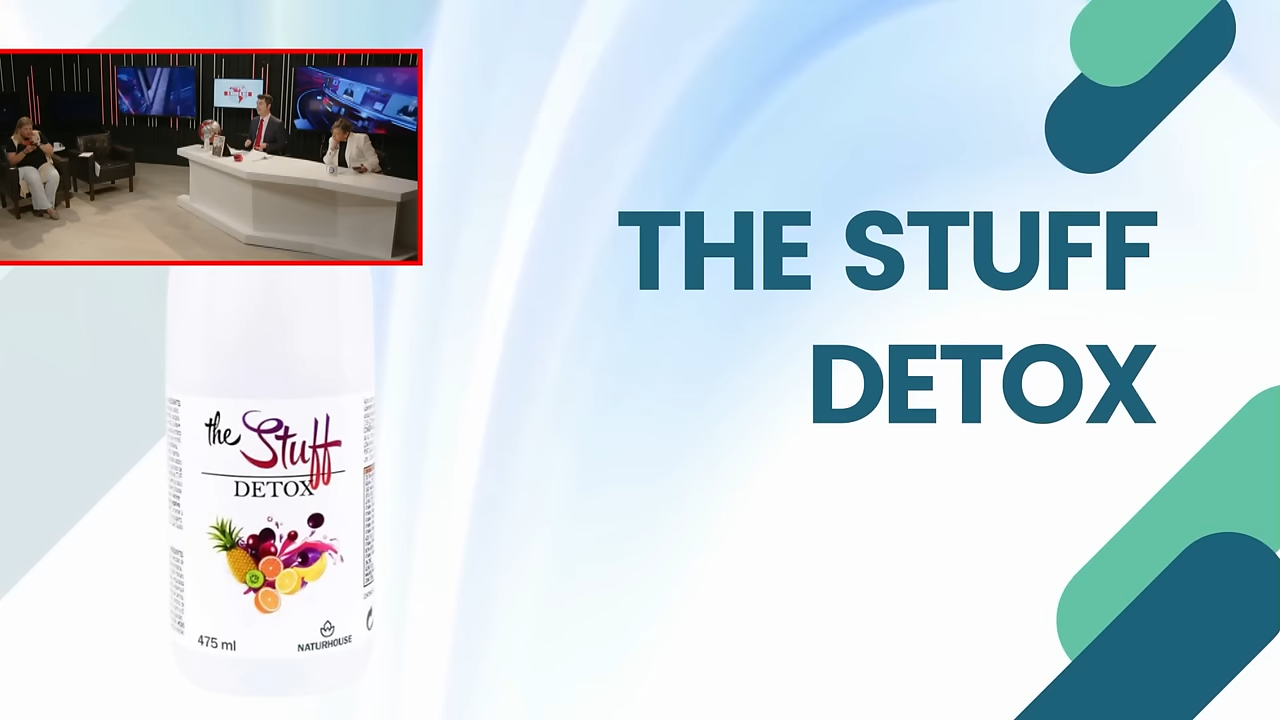 THE STUFF
DETOX
the Stuff
DETOX
475 ml
NATURHOUSE